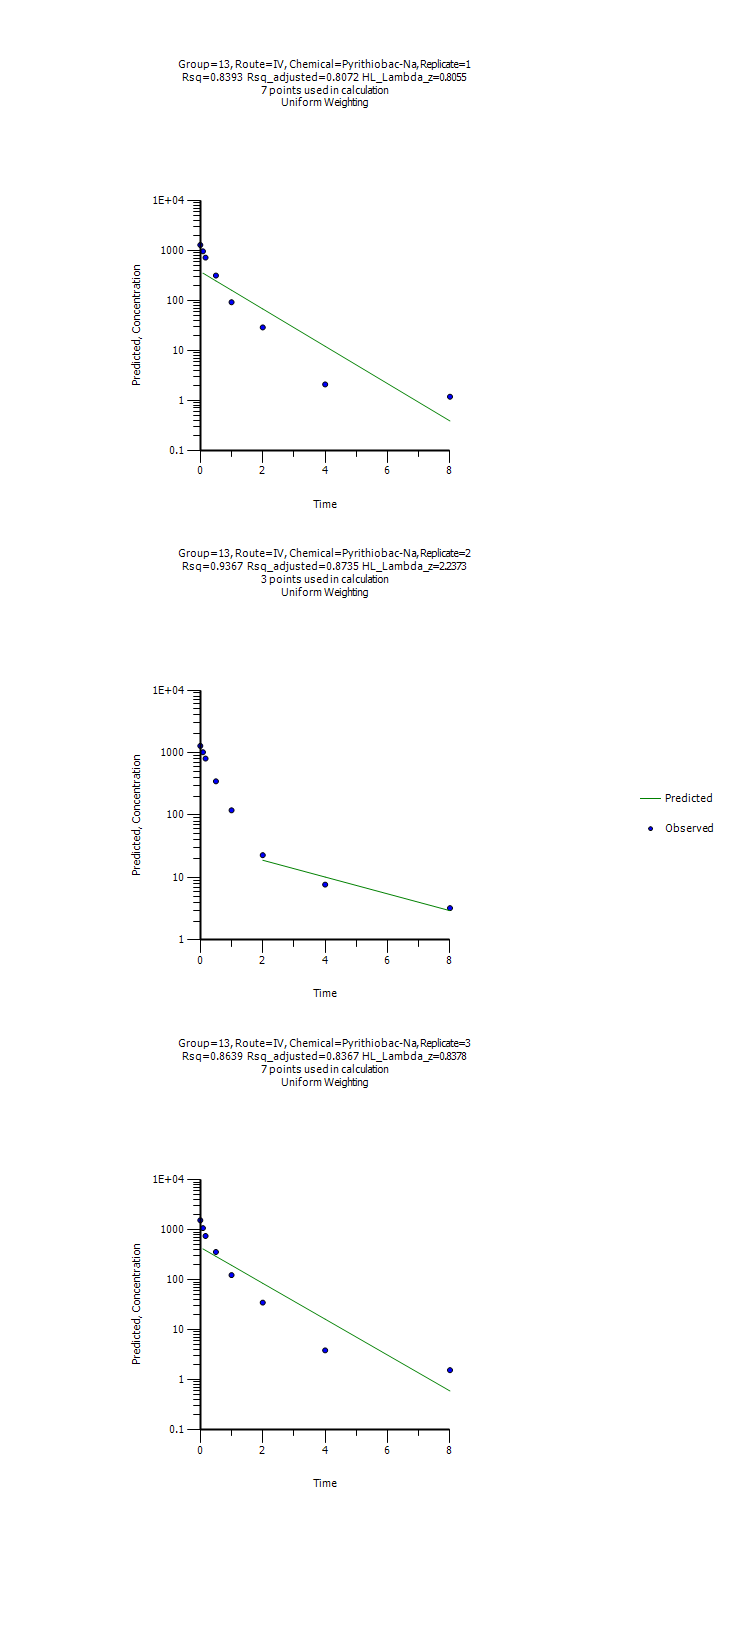 Group=13, Route=IV, Chemical=Pyrithiobac-Na, Replicate=1
Rsq=0.8393 Rsq_adjusted=0.8072 HL_Lambda_z=0.8055
7 points used in calculation
Uniform Weighting
1E+04
1000
100
10
1
0.1
Predicted, Concentration
0 2 4 6 8
Time
Group=13, Route=IV, Chemical=Pyrithiobac-Na, Replicate=2
Rsq=0.9367 Rsq_adjusted=0.8735 HL_Lambda_z=2.2373
3 points used in calculation
Uniform Weighting
1E+04
1000
100
10
1
Predicted, Concentration
0 2 4 6 8
Time
Predicted
Observed
Group=13, Route=IV, Chemical=Pyrithiobac-Na, Replicate=3
Rsq=0.8639 Rsq_adjusted=0.8367 HL_Lambda_z=0.8378
7 points used in calculation
Uniform Weighting
1E+04
1000
100
10
1
0.1
Predicted, Concentration
0 2 4 6 8
Time